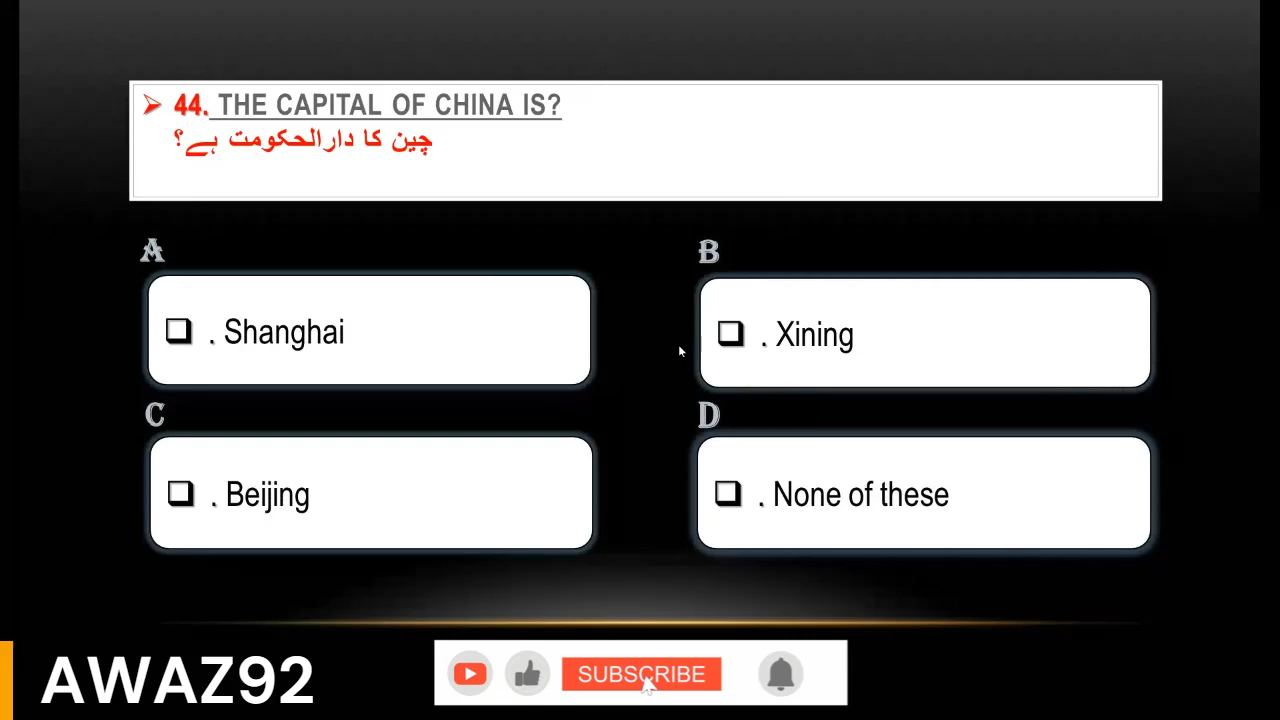 44. THE CAPITAL OF CHINA IS?
چین کا دارالحکومت ہے؟
A
B
. Shanghai
. Xining
C
D
. Beijing
. None of these
AWAZ92
SUBSCRIBE